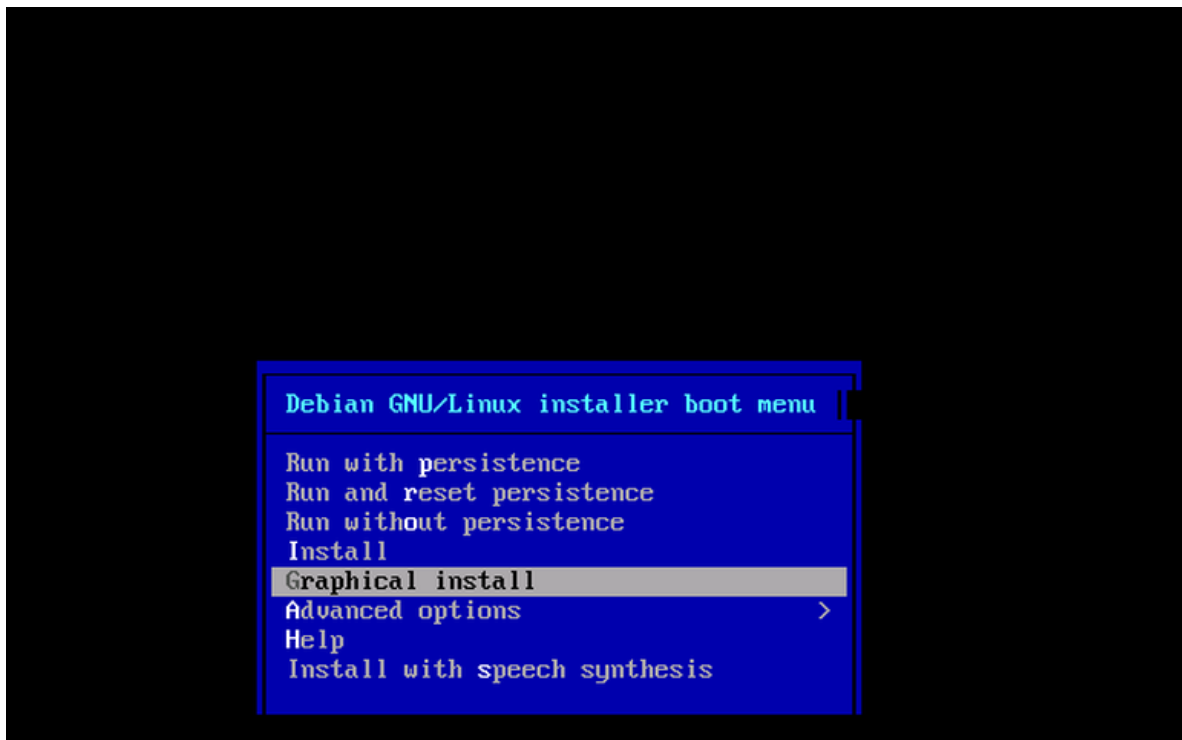 Debian GNU/Linux installer boot menu
Run with persistence
Run and reset persistence
Run without persistence
Install
Graphical install
Advanced options >
Help
Install with speech synthesis